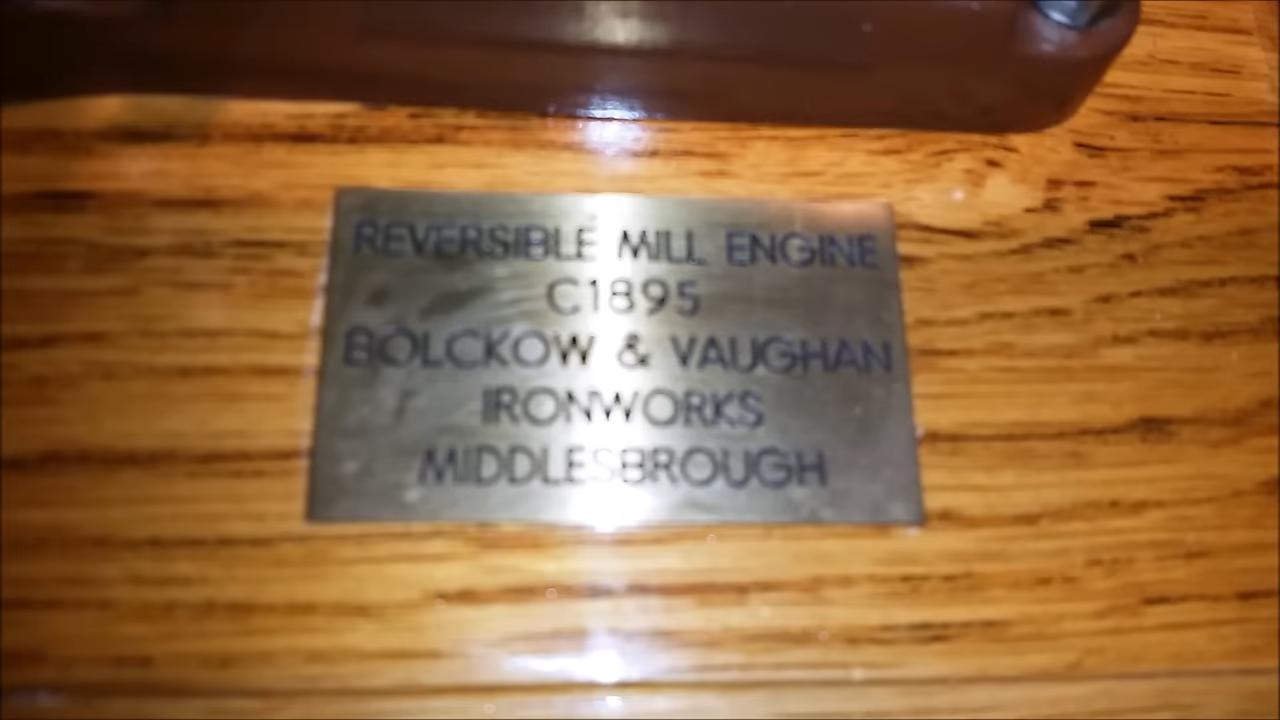 REVERSIBLE MILL ENGINE
C1895
BOLCKOW & VAUGHAN
IRONWORKS
MIDDLESBROUGH